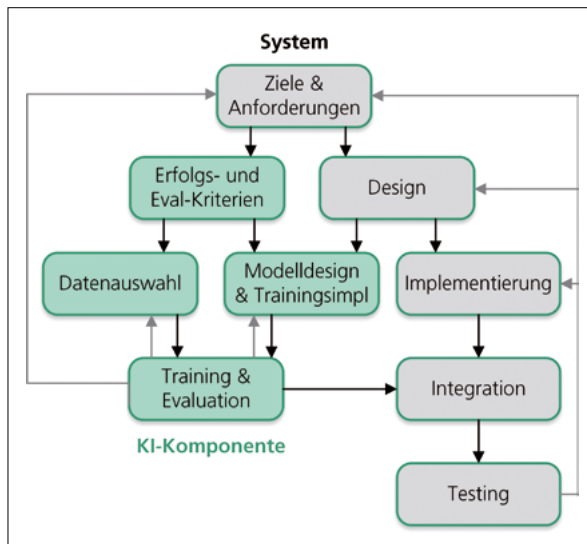 System
Ziele &
Anforderungen
Erfolgs- und
Eval-Kriterien
Design
Datenauswahl
Modelldesign
& Trainingsimpl
Implementierung
Training &
Evaluation
Integration
KI-Komponente
Testing